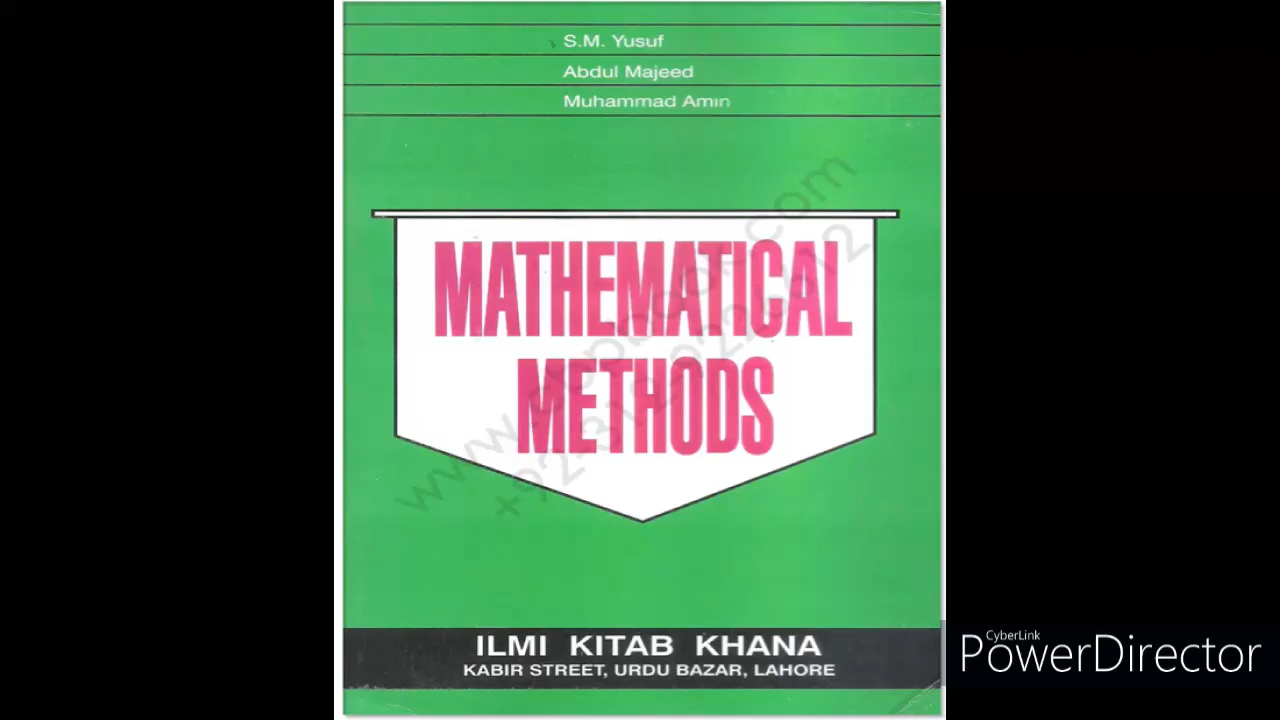 S.M. Yusuf
Abdul Majeed
Muhammad Amin
MATHEMATICAL
METHODS
ILMI KITAB KHANA
KABIR STREET, URDU BAZAR, LAHORE
CyberLink
PowerDirector